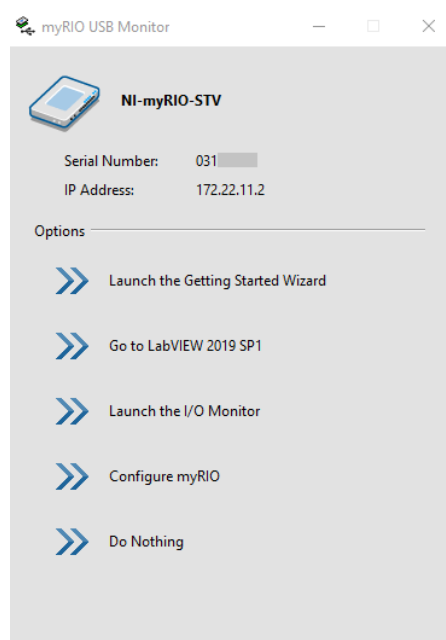 myRIO USB Monitor
NI-myRIO-STV
Serial Number: 031
IP Address: 172.22.11.2
Options
Launch the Getting Started Wizard
Go to LabVIEW 2019 SP1
Launch the I/O Monitor
Configure myRIO
Do Nothing